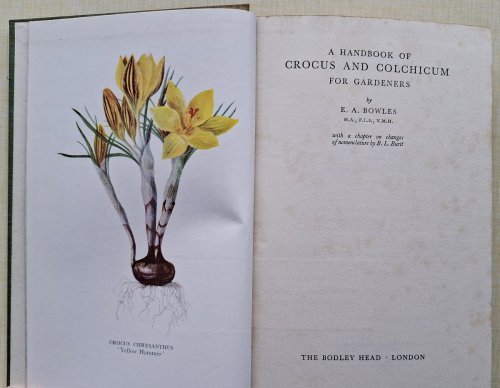 CROCUS CHRYSANTHUS
'Yellow Hammer'
A HANDBOOK OF
CROCUS AND COLCHICUM
FOR GARDENERS
by
E. A. BOWLES
M.A., F.L.S., V.M.H.
with a chapter on changes
of nomenclature by B. L. Burtt
THE BODLEY HEAD · LONDON